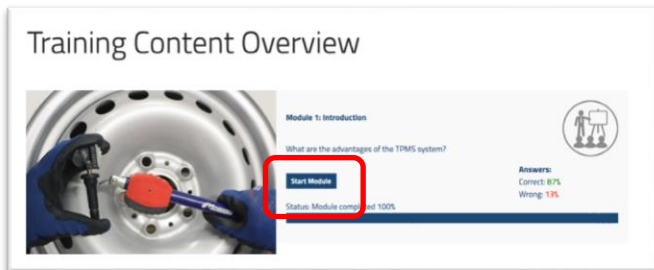 Training Content Overview
Module 1: Introduction
What are the advantages of the TPMS system?
Start Module
Answers:
Correct: 87%
Wrong: 13%
Status: Module completed 100%